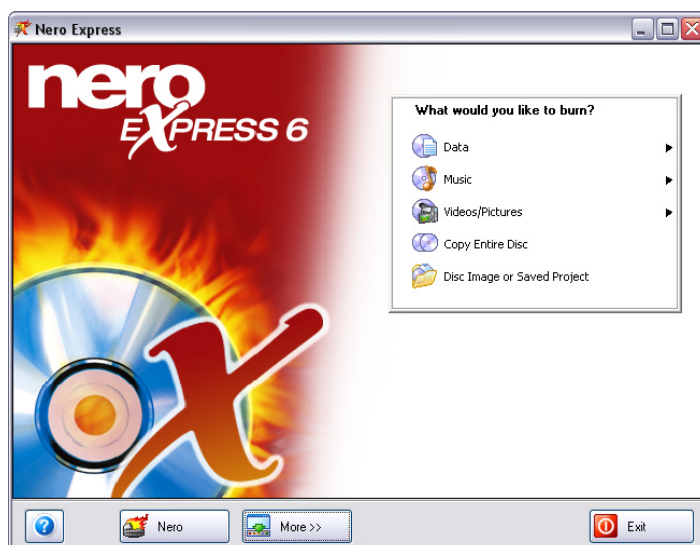 Nero Express
nero
EXPRESS 6
What would you like to burn?
Data
Music
Videos/Pictures
Copy Entire Disc
Disc Image or Saved Project
Nero
More >>
Exit